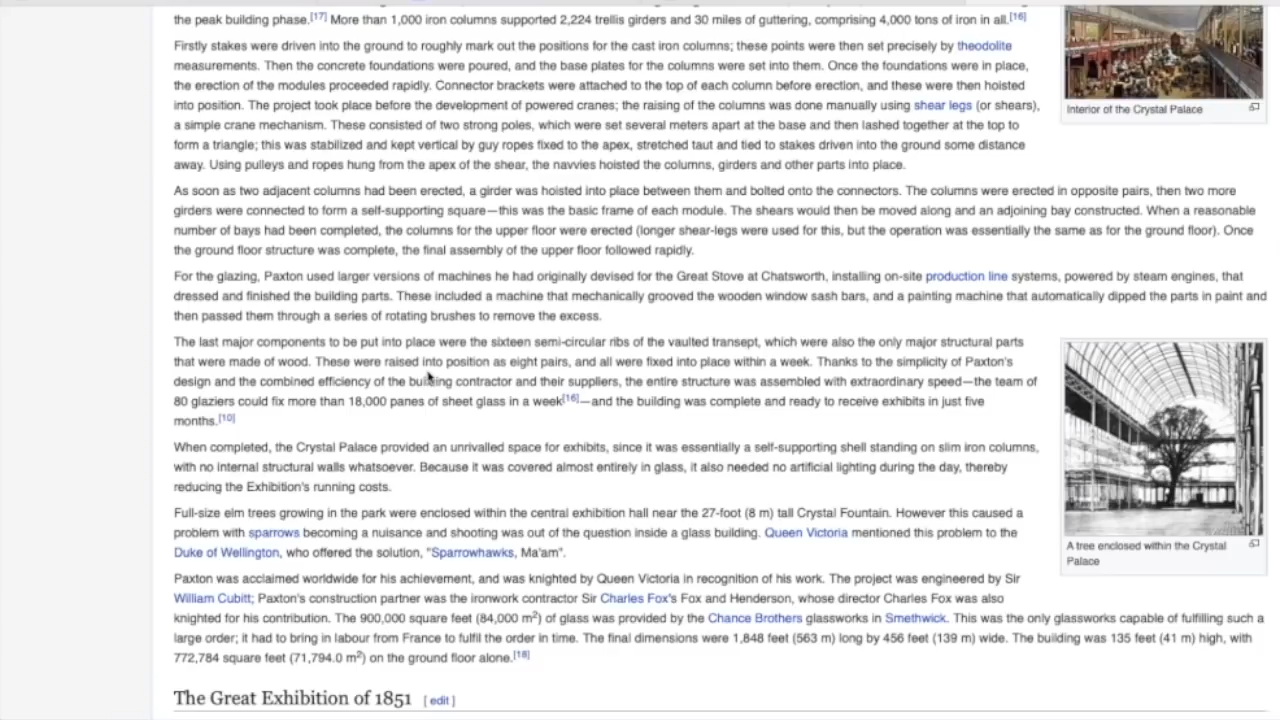 the peak building phase.[17] More than 1,000 iron columns supported 2,224 trellis girders and 30 miles of guttering, comprising 4,000 tons of iron in all.[16]
Firstly stakes were driven into the ground to roughly mark out the positions for the cast iron columns; these points were then set precisely by theodolite
measurements. Then the concrete foundations were poured, and the base plates for the columns were set into them. Once the foundations were in place,
the erection of the modules proceeded rapidly. Connector brackets were attached to the top of each column before erection, and these were then hoisted
into position. The project took place before the development of powered cranes; the raising of the columns was done manually using shear legs (or shears),
a simple crane mechanism. These consisted of two strong poles, which were set several meters apart at the base and then lashed together at the top to
form a triangle; this was stabilized and kept vertical by guy ropes fixed to the apex, stretched taut and tied to stakes driven into the ground some distance
away. Using pulleys and ropes hung from the apex of the shear, the navvies hoisted the columns, girders and other parts into place.
Interior of the Crystal Palace
As soon as two adjacent columns had been erected, a girder was hoisted into place between them and bolted onto the connectors. The columns were erected in opposite pairs, then two more
girders were connected to form a self-supporting square—this was the basic frame of each module. The shears would then be moved along and an adjoining bay constructed. When a reasonable
number of bays had been completed, the columns for the upper floor were erected (longer shear-legs were used for this, but the operation was essentially the same as for the ground floor). Once
the ground floor structure was complete, the final assembly of the upper floor followed rapidly.
For the glazing, Paxton used larger versions of machines he had originally devised for the Great Stove at Chatsworth, installing on-site production line systems, powered by steam engines, that
dressed and finished the building parts. These included a machine that mechanically grooved the wooden window sash bars, and a painting machine that automatically dipped the parts in paint and
then passed them through a series of rotating brushes to remove the excess.
The last major components to be put into place were the sixteen semi-circular ribs of the vaulted transept, which were also the only major structural parts
that were made of wood. These were raised into position as eight pairs, and all were fixed into place within a week. Thanks to the simplicity of Paxton's
design and the combined efficiency of the building contractor and their suppliers, the entire structure was assembled with extraordinary speed—the team of
80 glaziers could fix more than 18,000 panes of sheet glass in a week[16]—and the building was complete and ready to receive exhibits in just five
months.[10]
When completed, the Crystal Palace provided an unrivalled space for exhibits, since it was essentially a self-supporting shell standing on slim iron columns,
with no internal structural walls whatsoever. Because it was covered almost entirely in glass, it also needed no artificial lighting during the day, thereby
reducing the Exhibition's running costs.
Full-size elm trees growing in the park were enclosed within the central exhibition hall near the 27-foot (8 m) tall Crystal Fountain. However this caused a
problem with sparrows becoming a nuisance and shooting was out of the question inside a glass building. Queen Victoria mentioned this problem to the
Duke of Wellington, who offered the solution, "Sparrowhawks, Ma'am".
A tree enclosed within the Crystal
Palace
Paxton was acclaimed worldwide for his achievement, and was knighted by Queen Victoria in recognition of his work. The project was engineered by Sir
William Cubitt; Paxton's construction partner was the ironwork contractor Sir Charles Fox's Fox and Henderson, whose director Charles Fox was also
knighted for his contribution. The 900,000 square feet (84,000 m²) of glass was provided by the Chance Brothers glassworks in Smethwick. This was the only glassworks capable of fulfilling such a
large order; it had to bring in labour from France to fulfil the order in time. The final dimensions were 1,848 feet (563 m) long by 456 feet (139 m) wide. The building was 135 feet (41 m) high, with
772,784 square feet (71,794.0 m²) on the ground floor alone.[18]
The Great Exhibition of 1851 [ edit ]